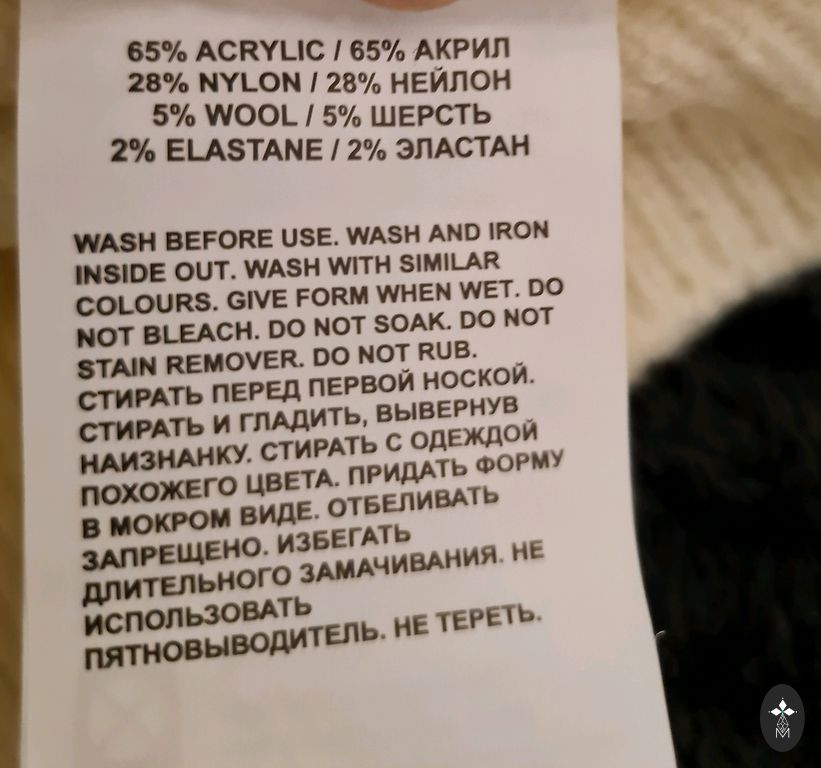 65% ACRYLIC / 65% АКРИЛ
28% NYLON / 28% НЕЙЛОН
5% WOOL / 5% ШЕРСТЬ
2% ELASTANE / 2% ЭЛАСТАН
WASH BEFORE USE. WASH AND IRON
INSIDE OUT. WASH WITH SIMILAR
COLOURS. GIVE FORM WHEN WET. DO
NOT BLEACH. DO NOT SOAK. DO NOT
STAIN REMOVER. DO NOT RUB.
СТИРАТЬ ПЕРЕД ПЕРВОЙ НОСКОЙ.
СТИРАТЬ И ГЛАДИТЬ, ВЫВЕРНУВ
НАИЗНАНКУ. СТИРАТЬ С ОДЕЖДОЙ
ПОХОЖЕГО ЦВЕТА. ПРИДАТЬ ФОРМУ
В МОКРОМ ВИДЕ. ОТБЕЛИВАТЬ
ЗАПРЕЩЕНО. ИЗБЕГАТЬ
ДЛИТЕЛЬНОГО ЗАМАЧИВАНИЯ. НЕ
ИСПОЛЬЗОВАТЬ
ПЯТНОВЫВОДИТЕЛЬ. НЕ ТЕРЕТЬ.
M